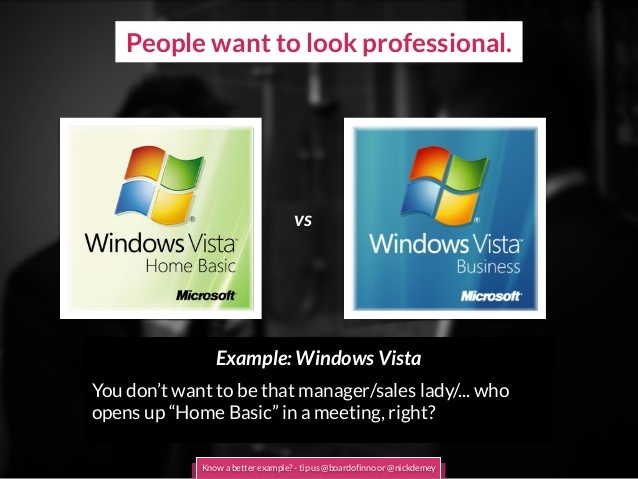 People want to look professional.
Windows Vista™
Home Basic
Microsoft®
vs
Windows Vista™
Business
Microsoft®
Example: Windows Vista
You don't want to be that manager/sales lady/... who
opens up “Home Basic” in a meeting, right?
Know a better example? - tip us @boardofinno or @nickdemey